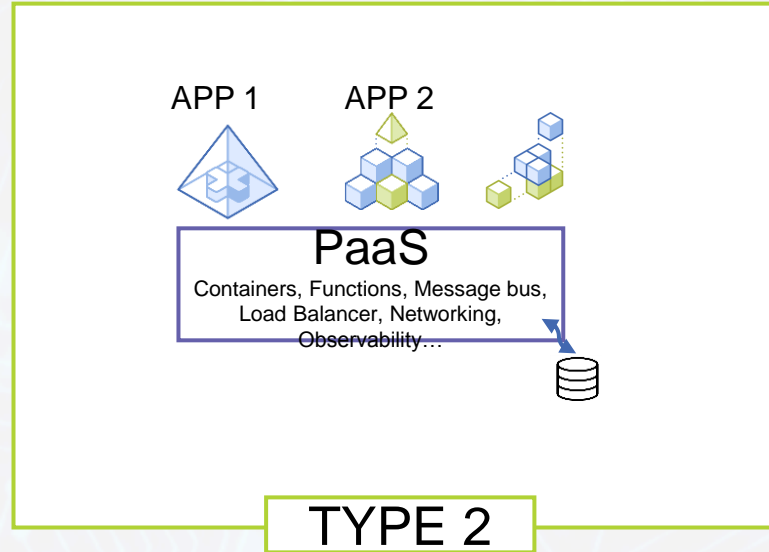 APP 1
APP 2
PaaS
Containers, Functions, Message bus,
Load Balancer, Networking,
Observability…
TYPE 2